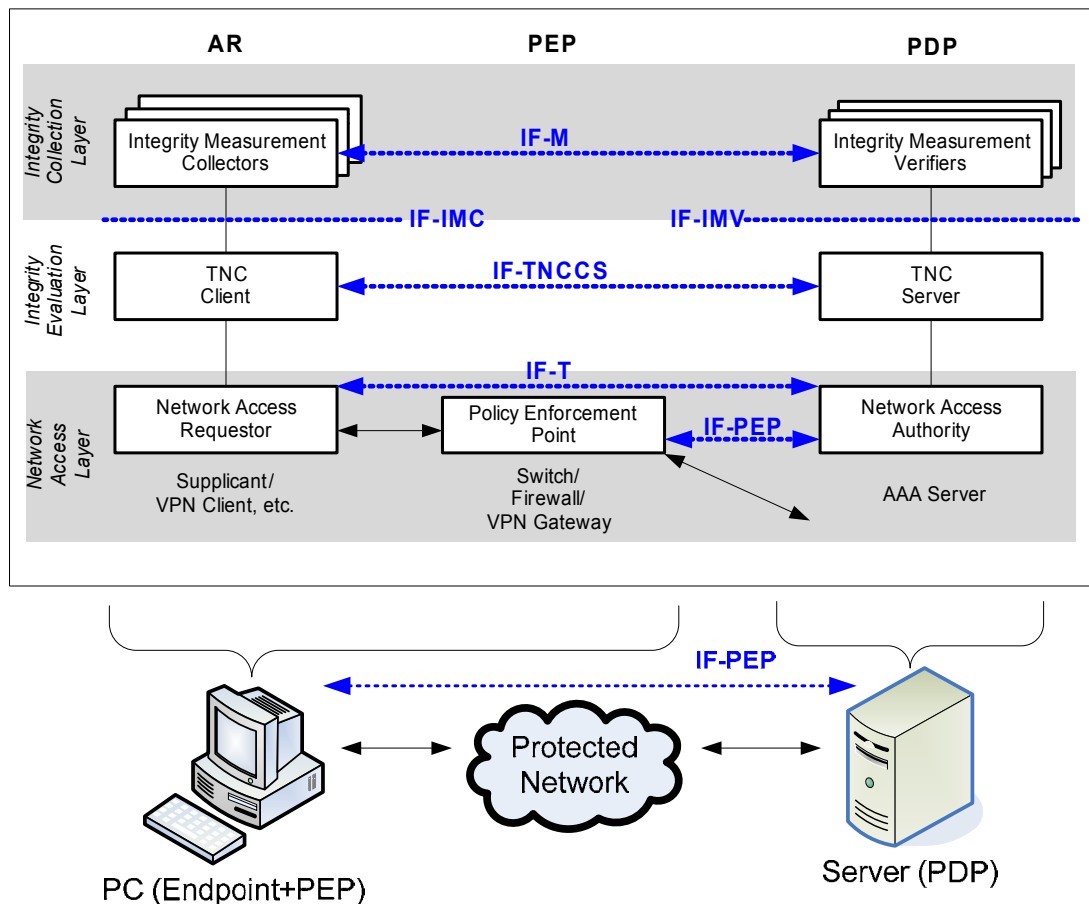 AR
PEP
PDP
Integrity
Collection
Layer
Integrity Measurement
Collectors
IF-M
Integrity Measurement
Verifiers
IF-IMC
IF-IMV
Integrity
Evaluation
Layer
TNC
Client
IF-TNCCS
TNC
Server
IF-T
Network
Access
Layer
Network Access
Requestor
Policy Enforcement
Point
IF-PEP
Network Access
Authority
Supplicant/
VPN Client, etc.
Switch/
Firewall/
VPN Gateway
AAA Server
IF-PEP
Protected
Network
PC (Endpoint+PEP)
Server (PDP)